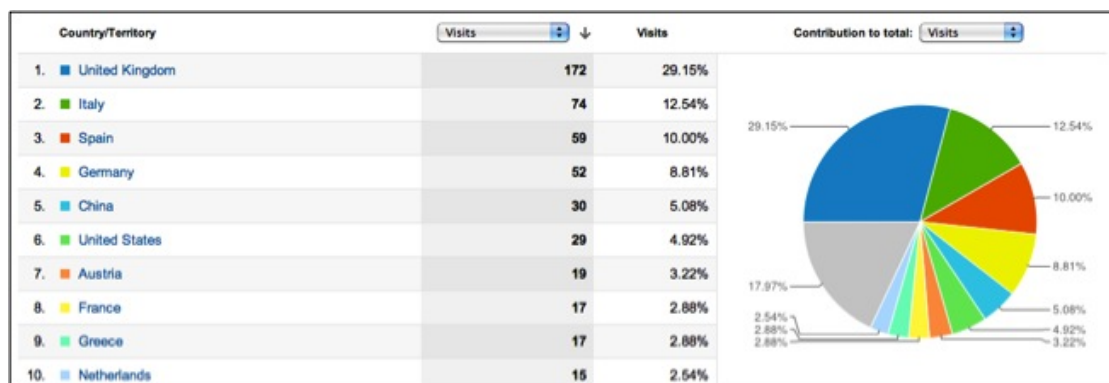 Country/Territory Visits ↓ Visits Contribution to total: Visits
1. United Kingdom 172 29.15%
2. Italy 74 12.54%
3. Spain 59 10.00%
4. Germany 52 8.81%
5. China 30 5.08%
6. United States 29 4.92%
7. Austria 19 3.22%
8. France 17 2.88%
9. Greece 17 2.88%
10. Netherlands 15 2.54%
29.15% 12.54%
10.00%
8.81%
17.97%
5.08%
2.54%
2.88% 4.92%
2.88% 3.22%